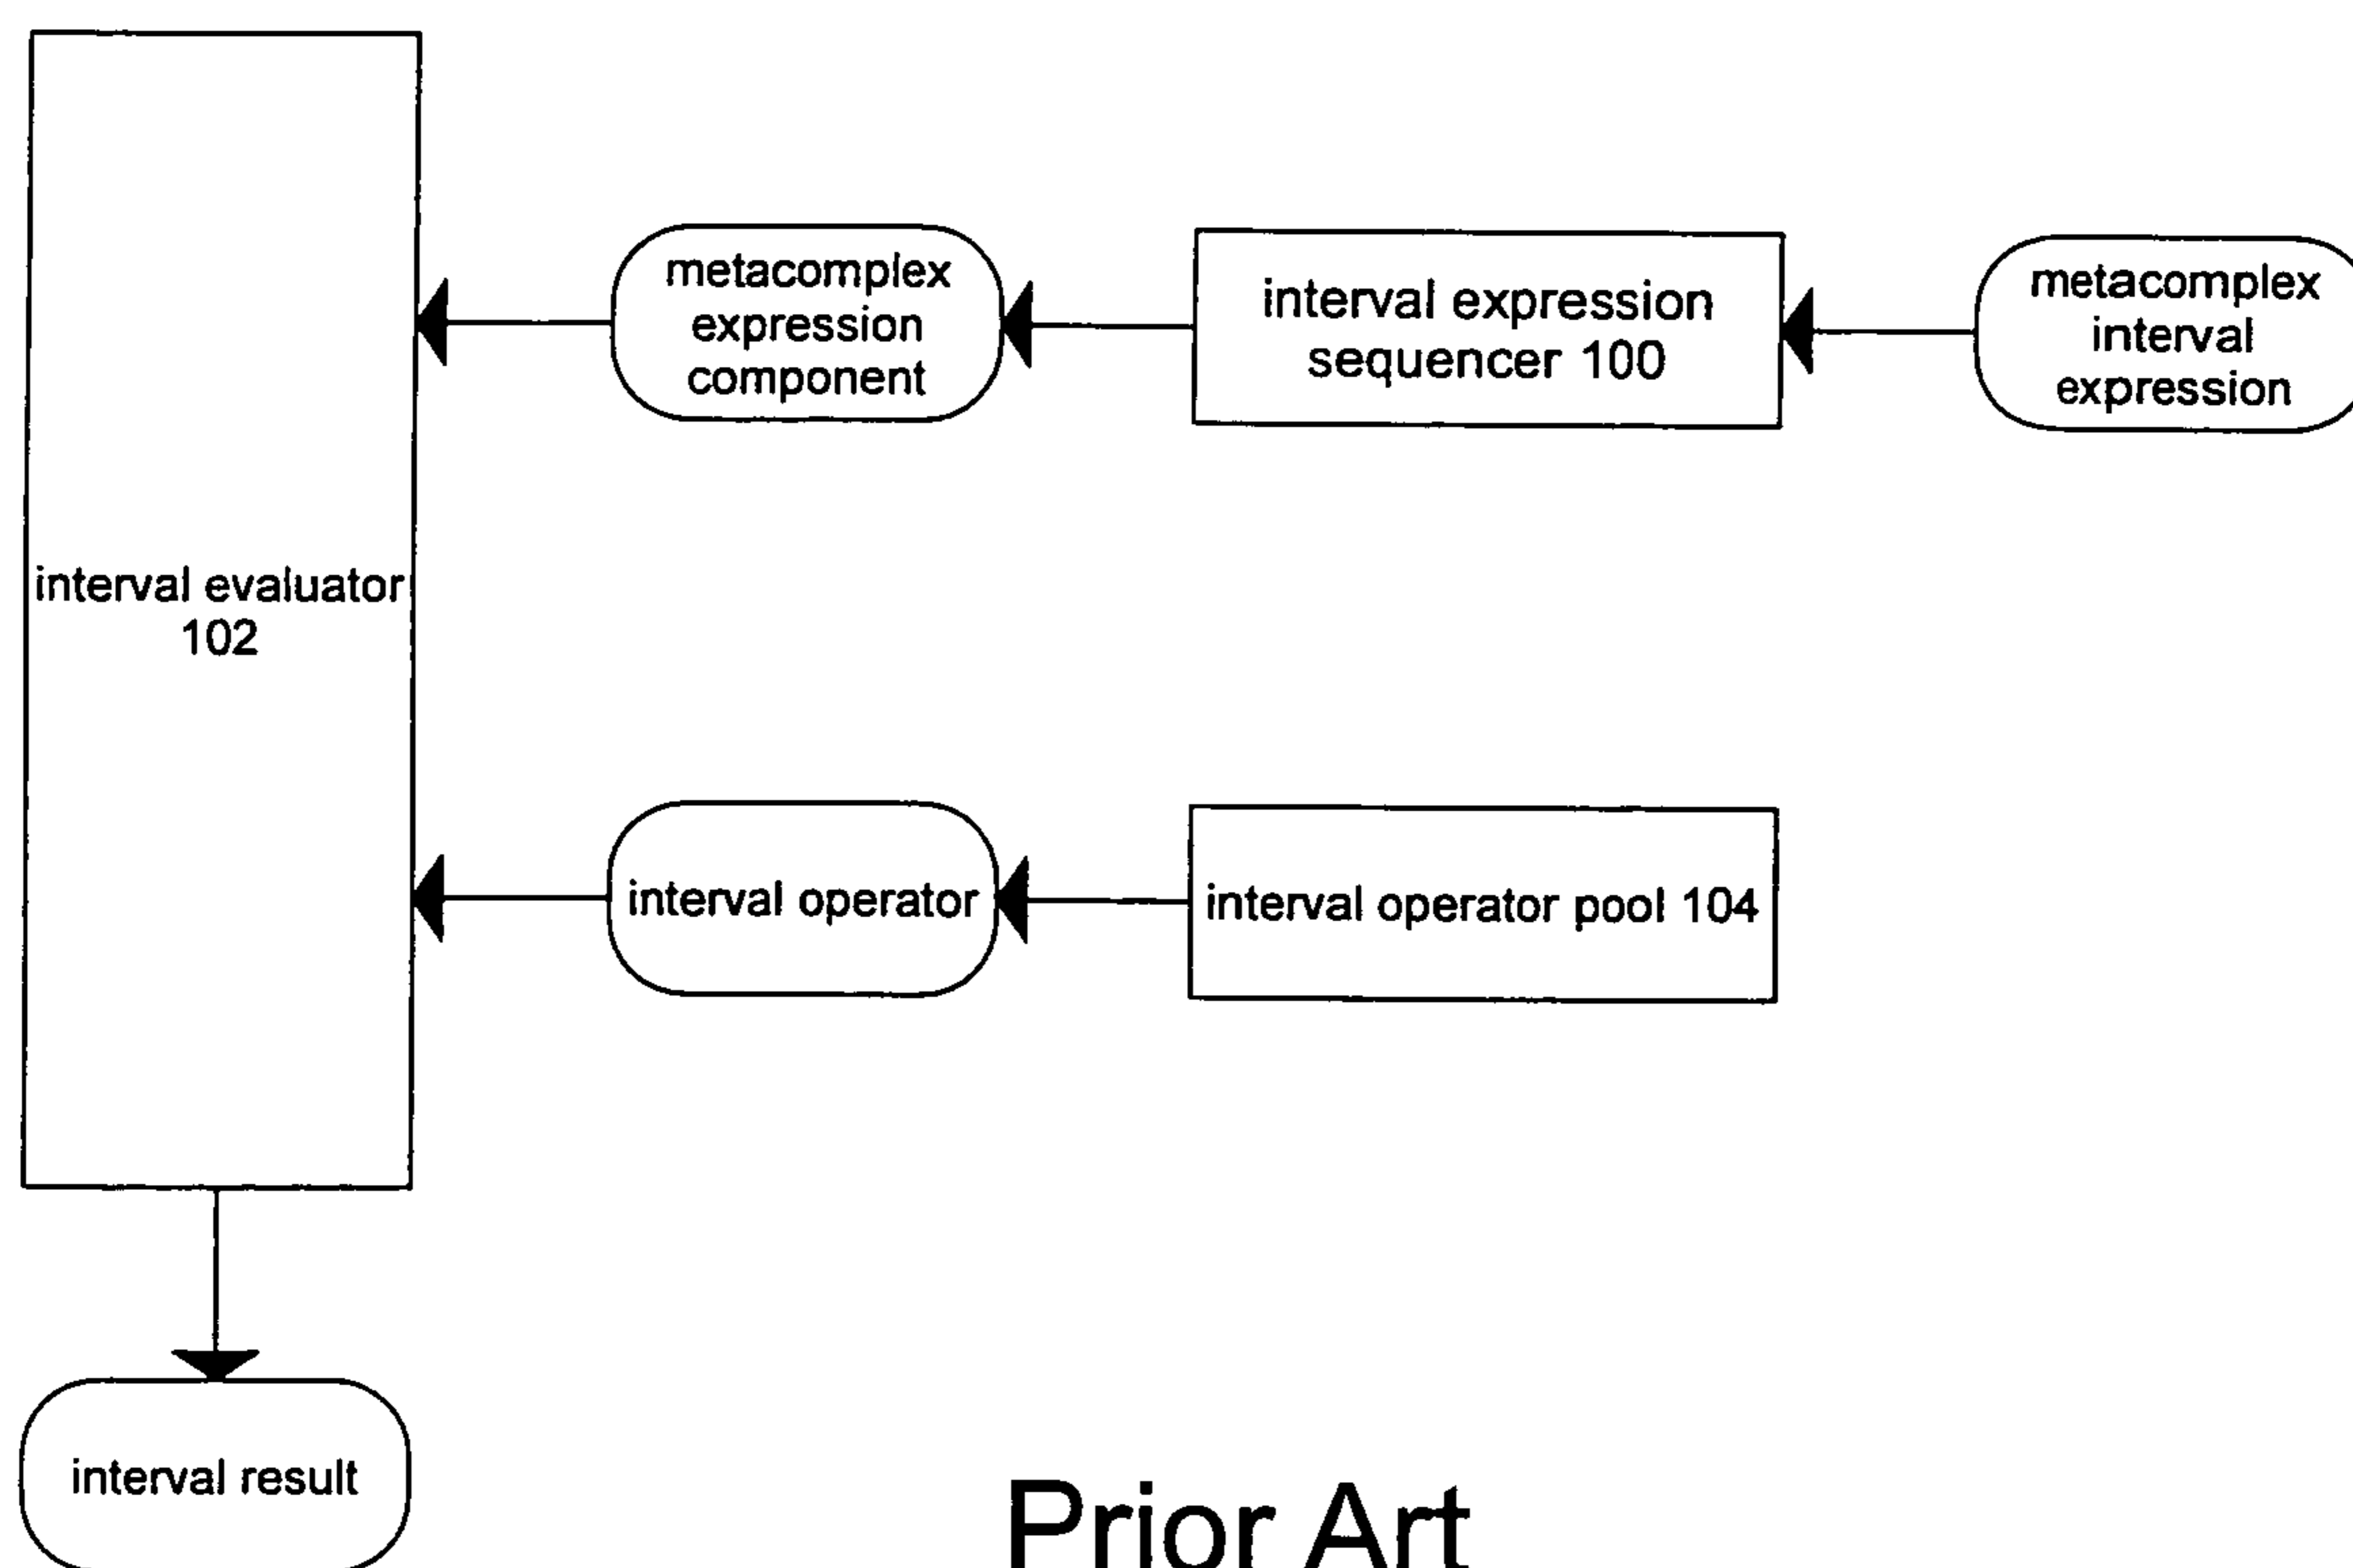 metacomplex
expression
component
interval expression
sequencer 100
metacomplex
interval
expression
interval evaluator
102
interval operator
interval operator pool 104
interval result
Prior Art